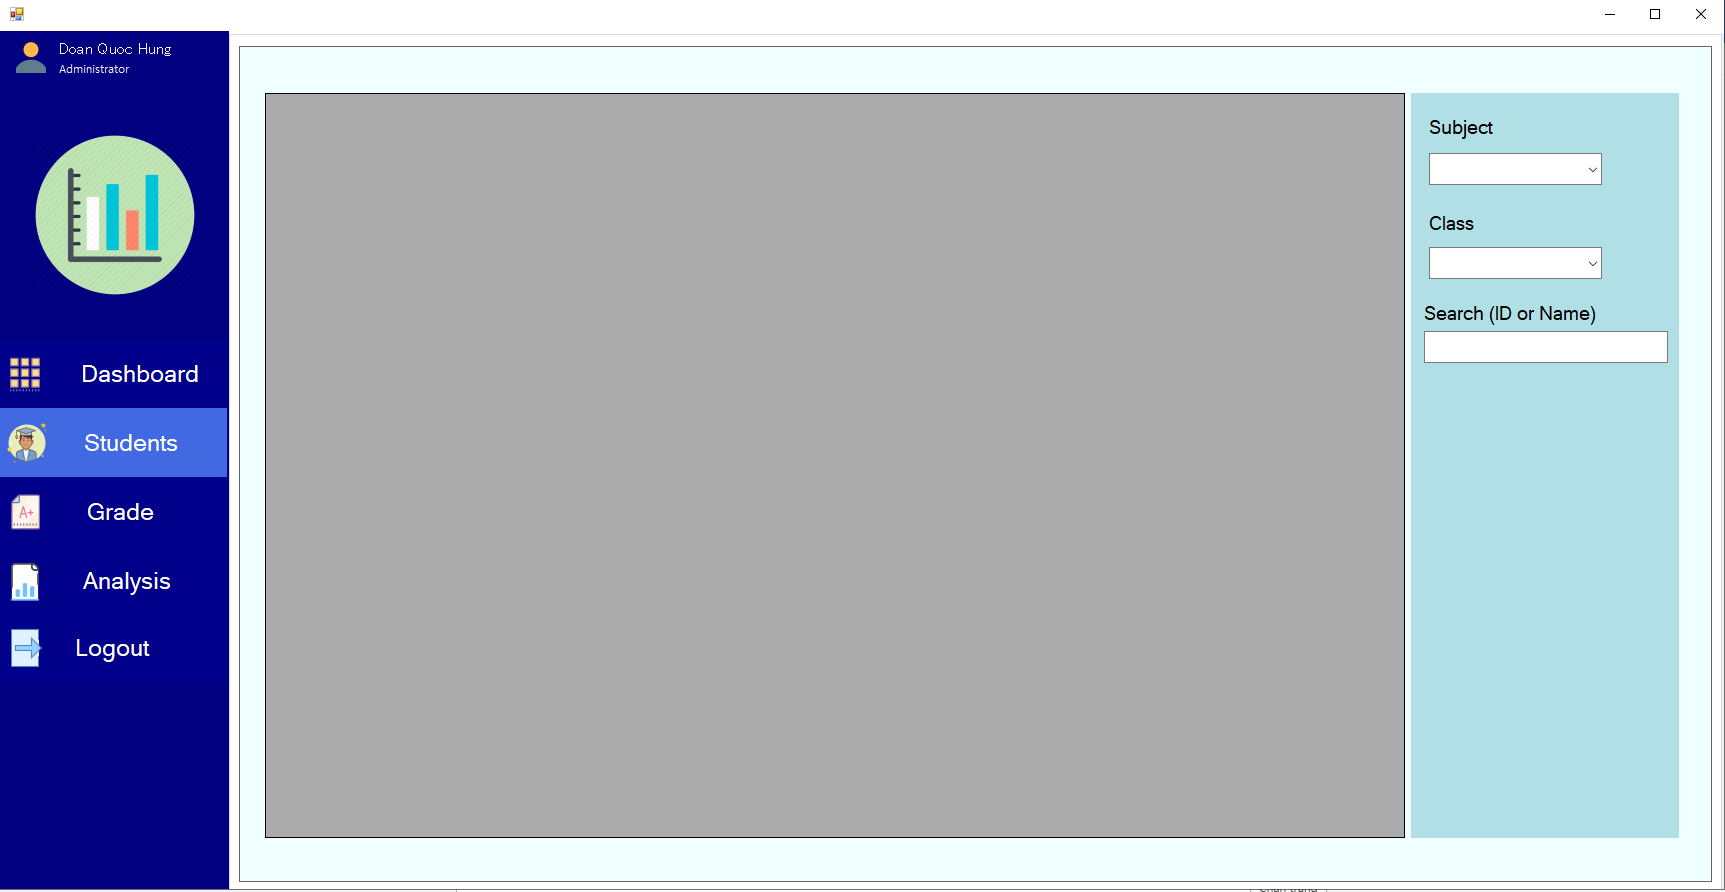 Doan Quoc Hung
Administrator
Dashboard
Students
Grade
A+
Analysis
Logout
Subject
Class
Search (ID or Name)